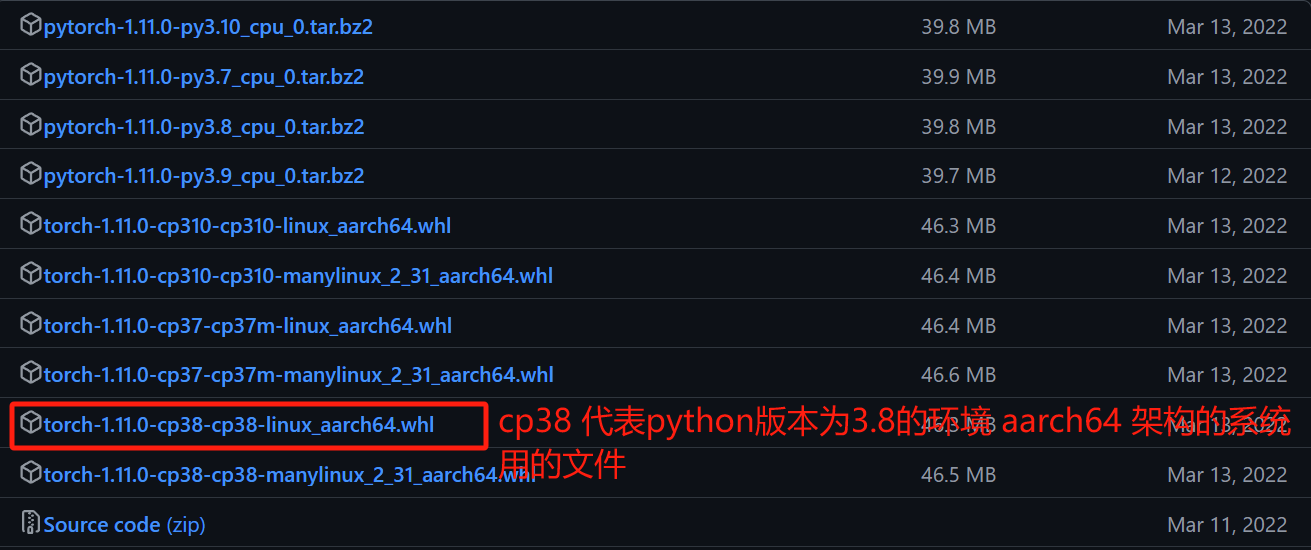 pytorch-1.11.0-py3.10_cpu_0.tar.bz2 39.8 MB Mar 13, 2022
pytorch-1.11.0-py3.7_cpu_0.tar.bz2 39.9 MB Mar 13, 2022
pytorch-1.11.0-py3.8_cpu_0.tar.bz2 39.8 MB Mar 13, 2022
pytorch-1.11.0-py3.9_cpu_0.tar.bz2 39.7 MB Mar 12, 2022
torch-1.11.0-cp310-cp310-linux_aarch64.whl 46.3 MB Mar 13, 2022
torch-1.11.0-cp310-cp310-manylinux_2_31_aarch64.whl 46.4 MB Mar 13, 2022
torch-1.11.0-cp37-cp37m-linux_aarch64.whl 46.4 MB Mar 13, 2022
torch-1.11.0-cp37-cp37m-manylinux_2_31_aarch64.whl 46.6 MB Mar 13, 2022
torch-1.11.0-cp38-cp38-linux_aarch64.whl 46.3 MB Mar 13, 2022
cp38 代表python版本为3.8的环境 aarch64 架构的系统
用的文件
torch-1.11.0-cp38-cp38-manylinux_2_31_aarch64.whl 46.5 MB Mar 13, 2022
Source code (zip) Mar 11, 2022